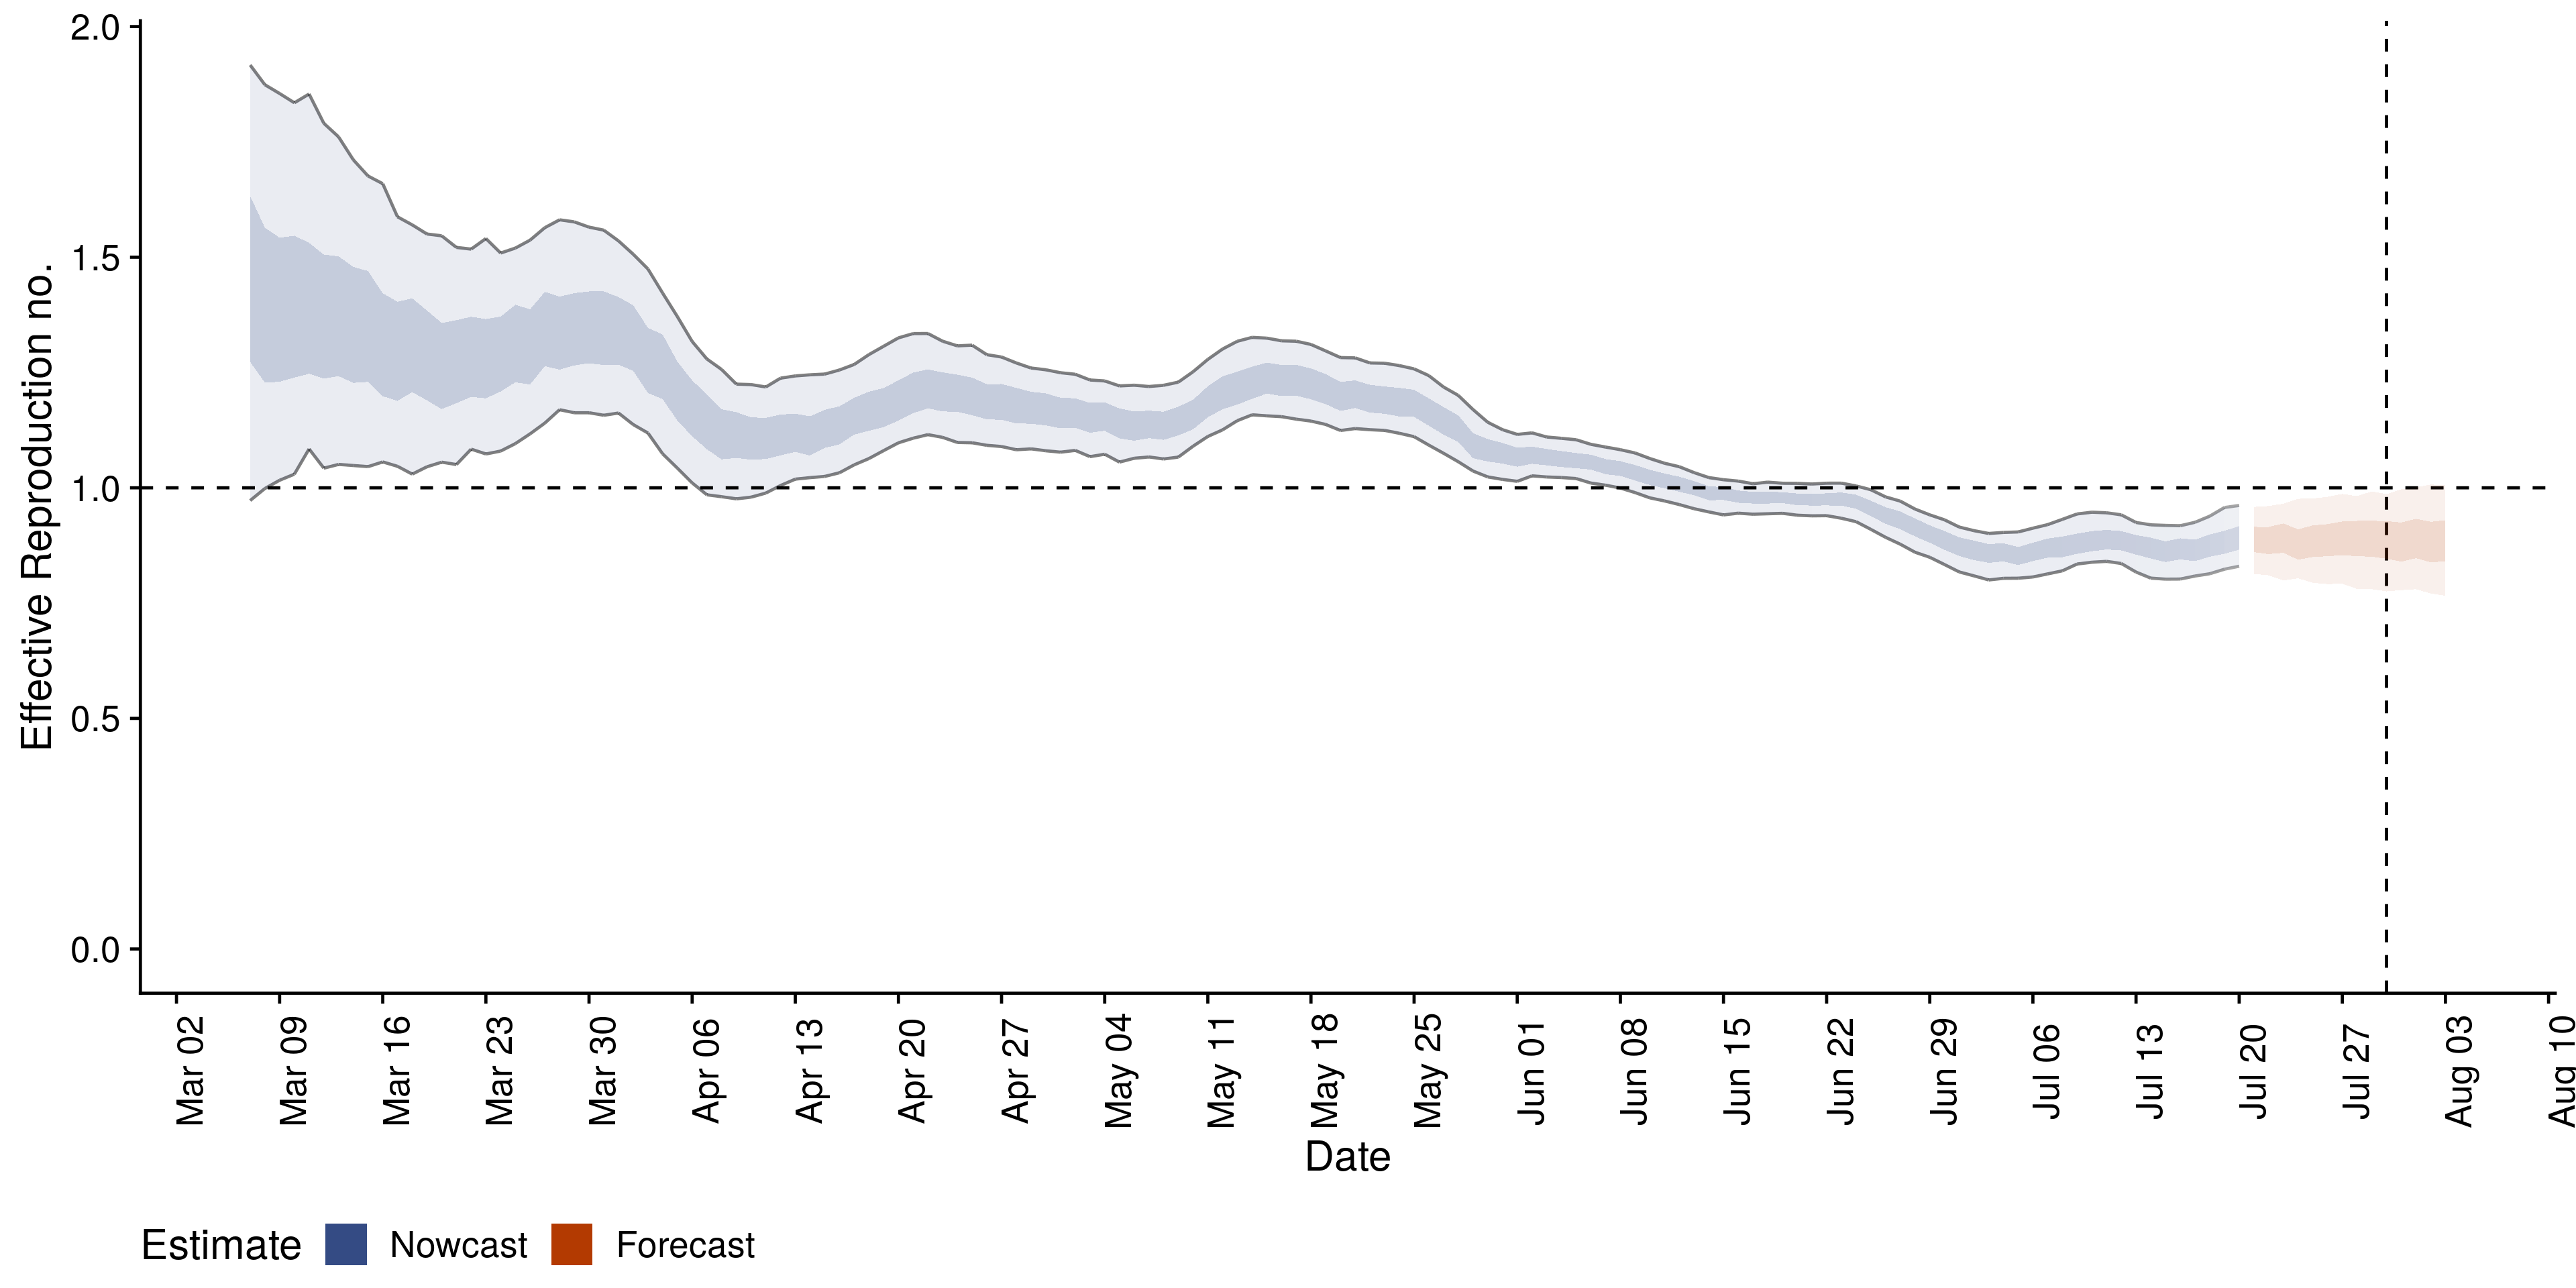 2.0
1.5
1.0
0.5
0.0
Effective Reproduction no.
Mar 02
Mar 09
Mar 16
Mar 23
Mar 30
Apr 06
Apr 13
Apr 20
Apr 27
May 04
May 11
May 18
May 25
Jun 01
Jun 08
Jun 15
Jun 22
Jun 29
Jul 06
Jul 13
Jul 20
Jul 27
Aug 03
Aug 10
Date
Estimate Nowcast Forecast